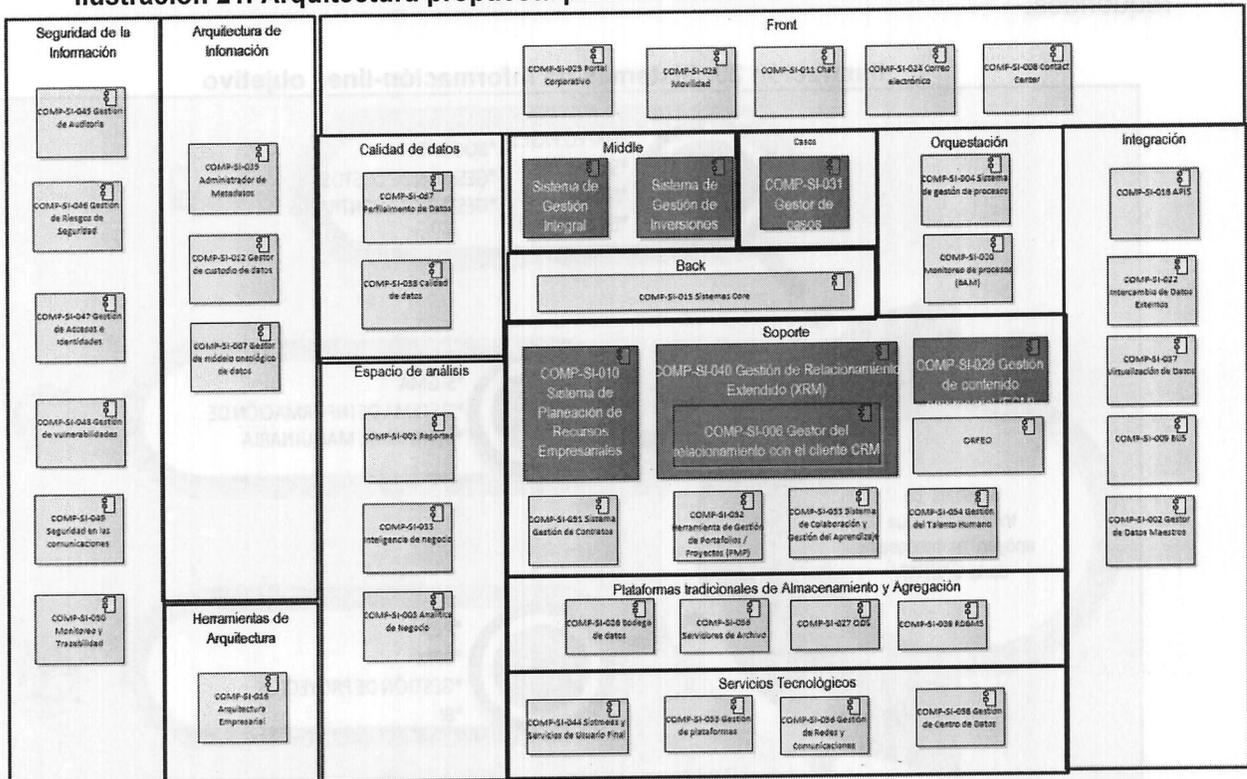 Ilustración 21. Arquitectura propuesta
Seguridad de la
Información
COMP-SI-045 Gestión
de Auditoria
COMP-SI-046 Gestión
de Riesgos de
Seguridad
COMP-SI-047 Gestión
de Accesos e
Identidades
COMP-SI-048 Gestión
de vulnerabilidades
COMP-SI-049
Seguridad en las
comunicaciones
COMP-SI-050
Monitoreo y
Trazabilidad
Arquitectura de
Infomación
COMP-SI-035
Administrador de
Metadatos
COMP-SI-012 Gestor
de custodio de datos
COMP-SI-007 Gestor
de modelo ontológico
de datos
Herramientas de
Arquitectura
Arquitectura
Empresarial
Front
COMP-SI-025 Portal
Corporativo
COMP-SI-028
Movilidad
COMP-SI-011 Chat
COMP-SI-024 Correo
electrónico
COMP-SI-008 Contact
Center
Calidad de datos
Perfilamiento de Datos
COMP-SI-038 Calidad
de datos
Espacio de análisis
COMP-SI-001 Reportes
COMP-SI-033
Inteligencia de negocio
COMP-SI-005 Analítica
de Negocio
Middle
Sistema de
Gestión
Integral
Sistema de
Gestión de
Inversiones
Casos
COMP-SI-031
Gestor de
casos
Back
COMP-SI-015 Sistemas Core
Orquestación
COMP-SI-004 Sistema
de gestión de procesos
COMP-SI-020
Monitoreo de procesos
(BAM)
Soporte
COMP-SI-010
Sistema de
Planeación de
Recursos
Empresariales
COMP-SI-040 Gestión de Relacionamiento
Extendido (XRM)
COMP-SI-006 Gestor del
relacionamiento con el cliente CRM
COMP-SI-029 Gestión
de contenido
ORFEO
COMP-SI-051 Sistema
Gestión de Contratos
COMP-SI-052
Herramienta de Gestión
de Portafolios /
Proyectos (PMP)
COMP-SI-053 Sistema
de Colaboración y
Gestión del Aprendizaje
COMP-SI-054 Gestión
del Talento Humano
Plataformas tradicionales de Almacenamiento y Agregación
COMP-SI-026 Bodega
de datos
Servidores de Archivo
COMP-SI-027 ODS
COMP-SI-039 RDBMS
Servicios Tecnológicos
COMP-SI-044 Sistemas y
Servicios de Usuario Final
COMP-SI-055 Gestión
de plataformas
COMP-SI-056 Gestión
de Redes y
Comunicaciones
COMP-SI-058 Gestión
de Centro de Datos
Integración
COMP-SI-018 APIS
COMP-SI-022
Intercambio de Datos
Externos
COMP-SI-037
Virtualización de Datos
COMP-SI-009 BUS
COMP-SI-002 Gestor
de Datos Maestros